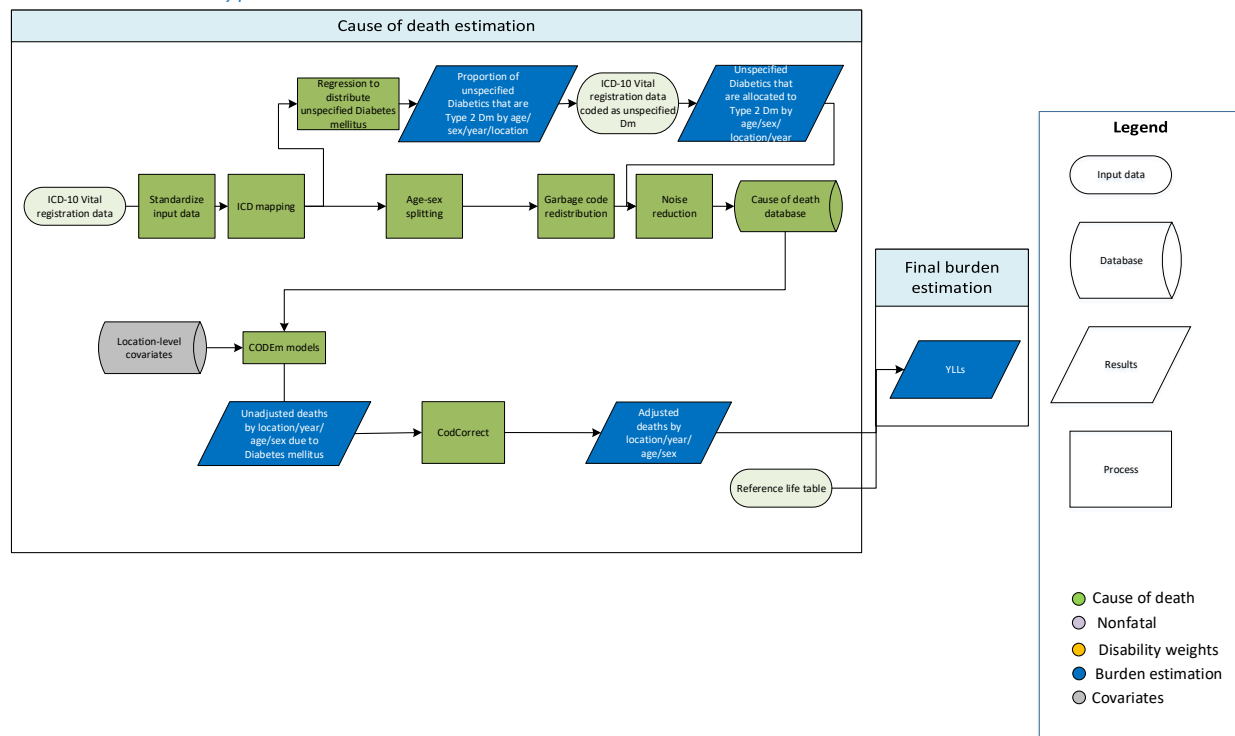 Cause of death estimation
Regression to
distribute
unspecified Diabetes
mellitus
Proportion of
unspecified
Diabetics that are
Type 2 Dm by age/
sex/year/location
ICD-10 Vital
registration data
coded as unspecified
Dm
Unspecified
Diabetics that
are allocated to
Type 2 Dm by
age/sex/
location/year
ICD-10 Vital
registration data
Standardize
input data
ICD mapping
Age-sex
splitting
Garbage code
redistribution
Noise
reduction
Cause of death
database
Location-level
covariates
CODEm models
Unadjusted deaths
by location/year/
age/sex due to
Diabetes mellitus
CodCorrect
Adjusted
deaths by
location/year/
age/sex
Reference life table
Final burden
estimation
YLLs
Legend
Input data
Database
Results
Process
Cause of death
Nonfatal
Disability weights
Burden estimation
Covariates